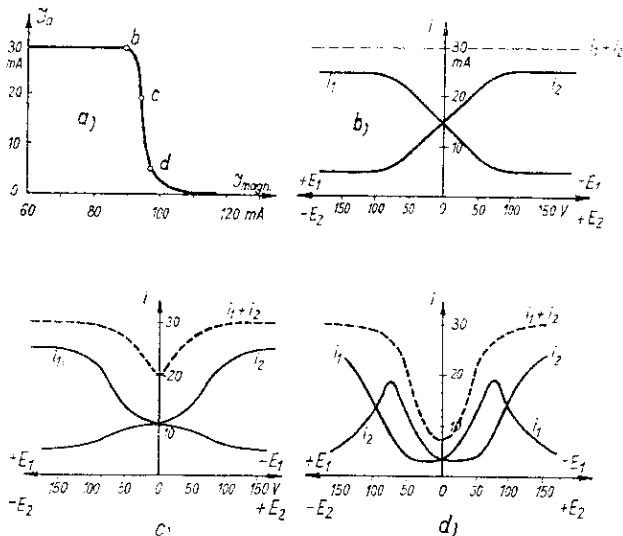 Ja
30
mA
20
10
0
a)
b
c
d
Jmagn.
60 80 100 120 mA
i
30
mA
10
i₁ + i₂
i₁
i₂
b)
+E₁
-E₂
150 100 50 0 50 100 150 V
-E₁
+E₂
i
30
20
10
i₁ + i₂
i₁
i₂
+E₁
-E₂
150 100 50 0 50 100 150 V
-E₁
+E₂
c)
i
30
20
10
i₁ + i₂
i₁
i₂
i₂
i₁
+E₁
-E₂
150 100 50 0 50 100 150
-E₁
+E₂
d)